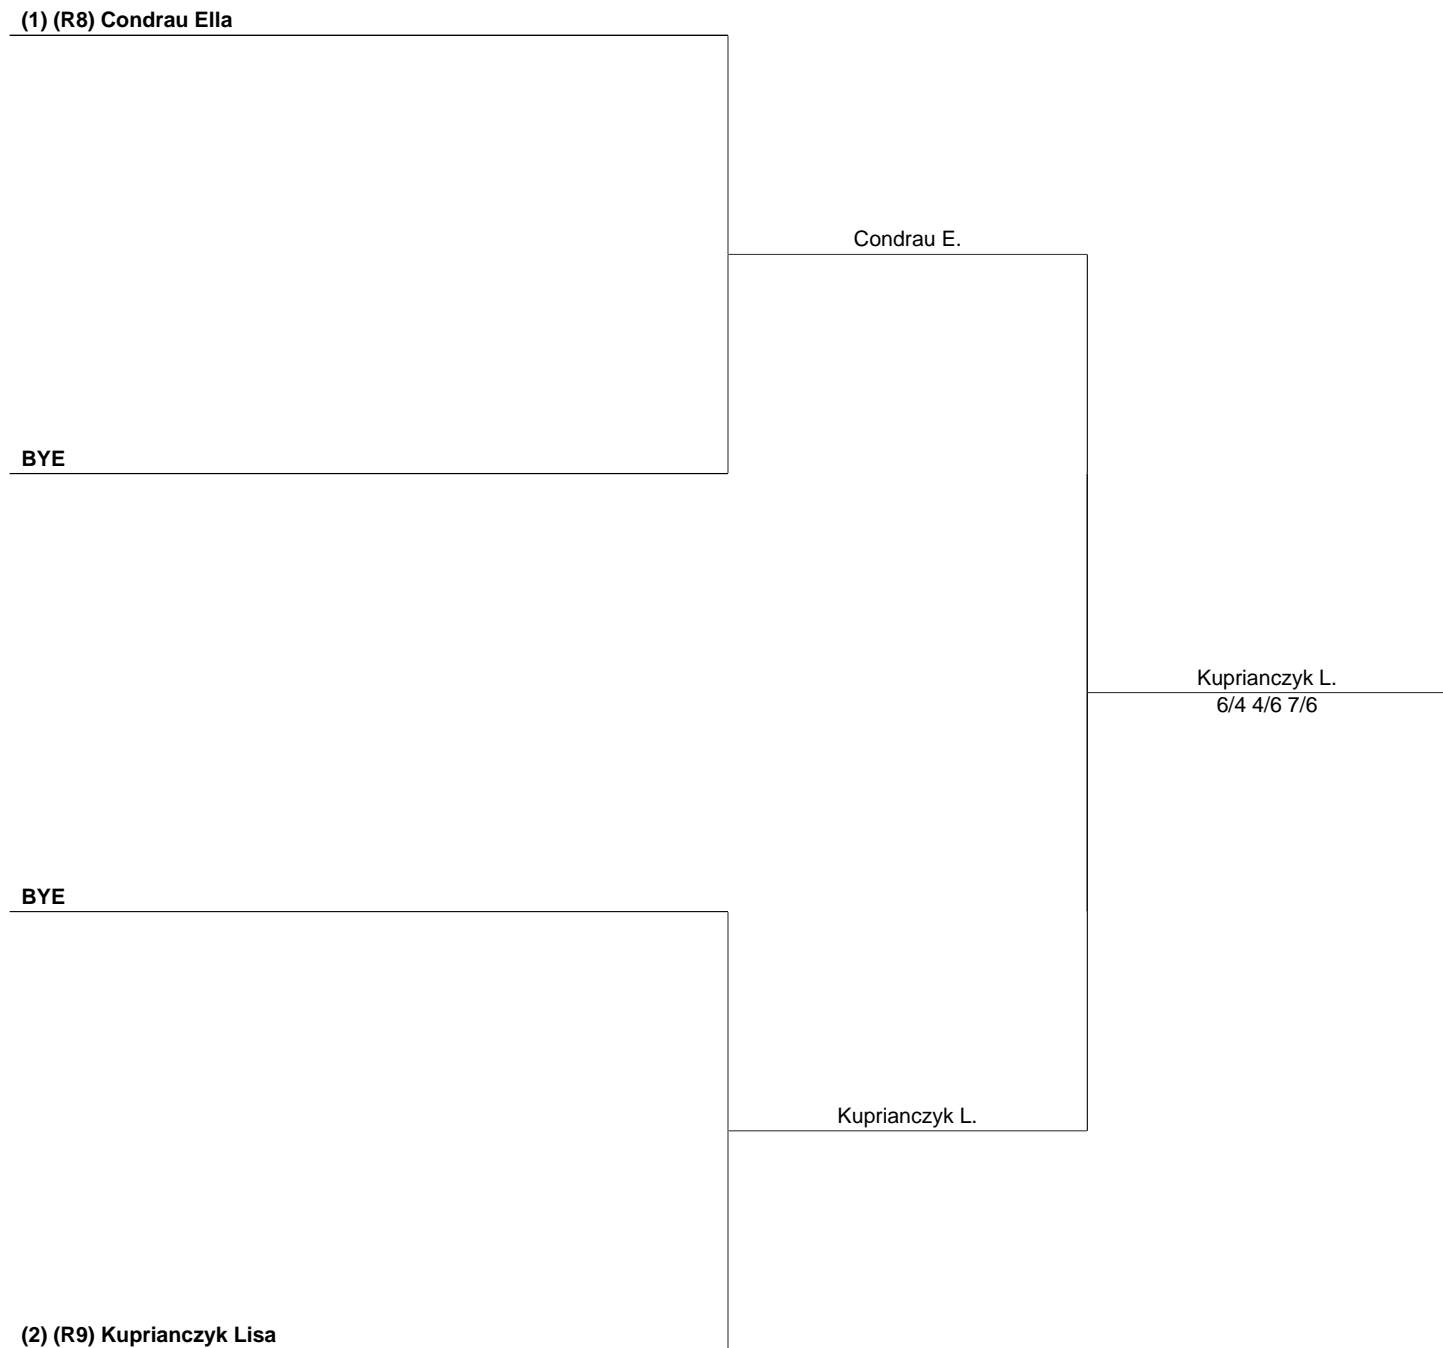 (1) (R8) Condrau Ella
Condrau E.
BYE
Kuprianczyk L.
6/4 4/6 7/6
BYE
Kuprianczyk L.
(2) (R9) Kuprianczyk Lisa